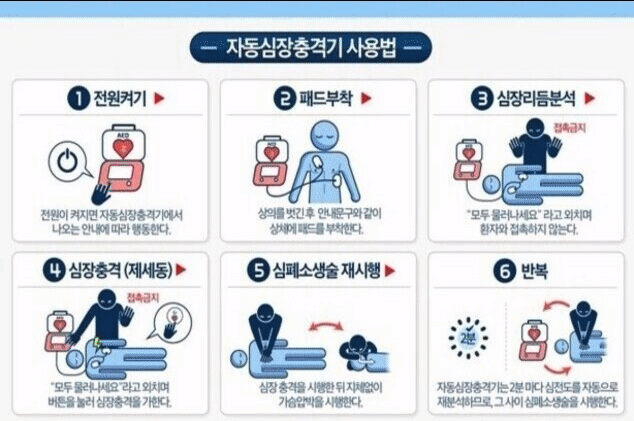 자동심장충격기 사용법
1 전원켜기
AED
전원이 켜지면 자동심장충격기에서
나오는 안내에 따라 행동한다.
2 패드부착
상의를 벗긴 후 안내문구와 같이
상체에 패드를 부착한다.
3 심장리듬분석
접촉금지
"모두 물러나세요" 라고 외치며
환자와 접촉하지 않는다.
4 심장충격 (제세동)
접촉금지
"모두 물러나세요"라고 외치며
버튼을 눌러 심장충격을 가한다.
5 심폐소생술 재시행
심장 충격을 시행한 뒤 지체없이
가슴압박을 시행한다.
6 반복
2분
자동심장충격기는 2분 마다 심전도를 자동으로
재분석하므로, 그 사이 심폐소생술을 시행한다.